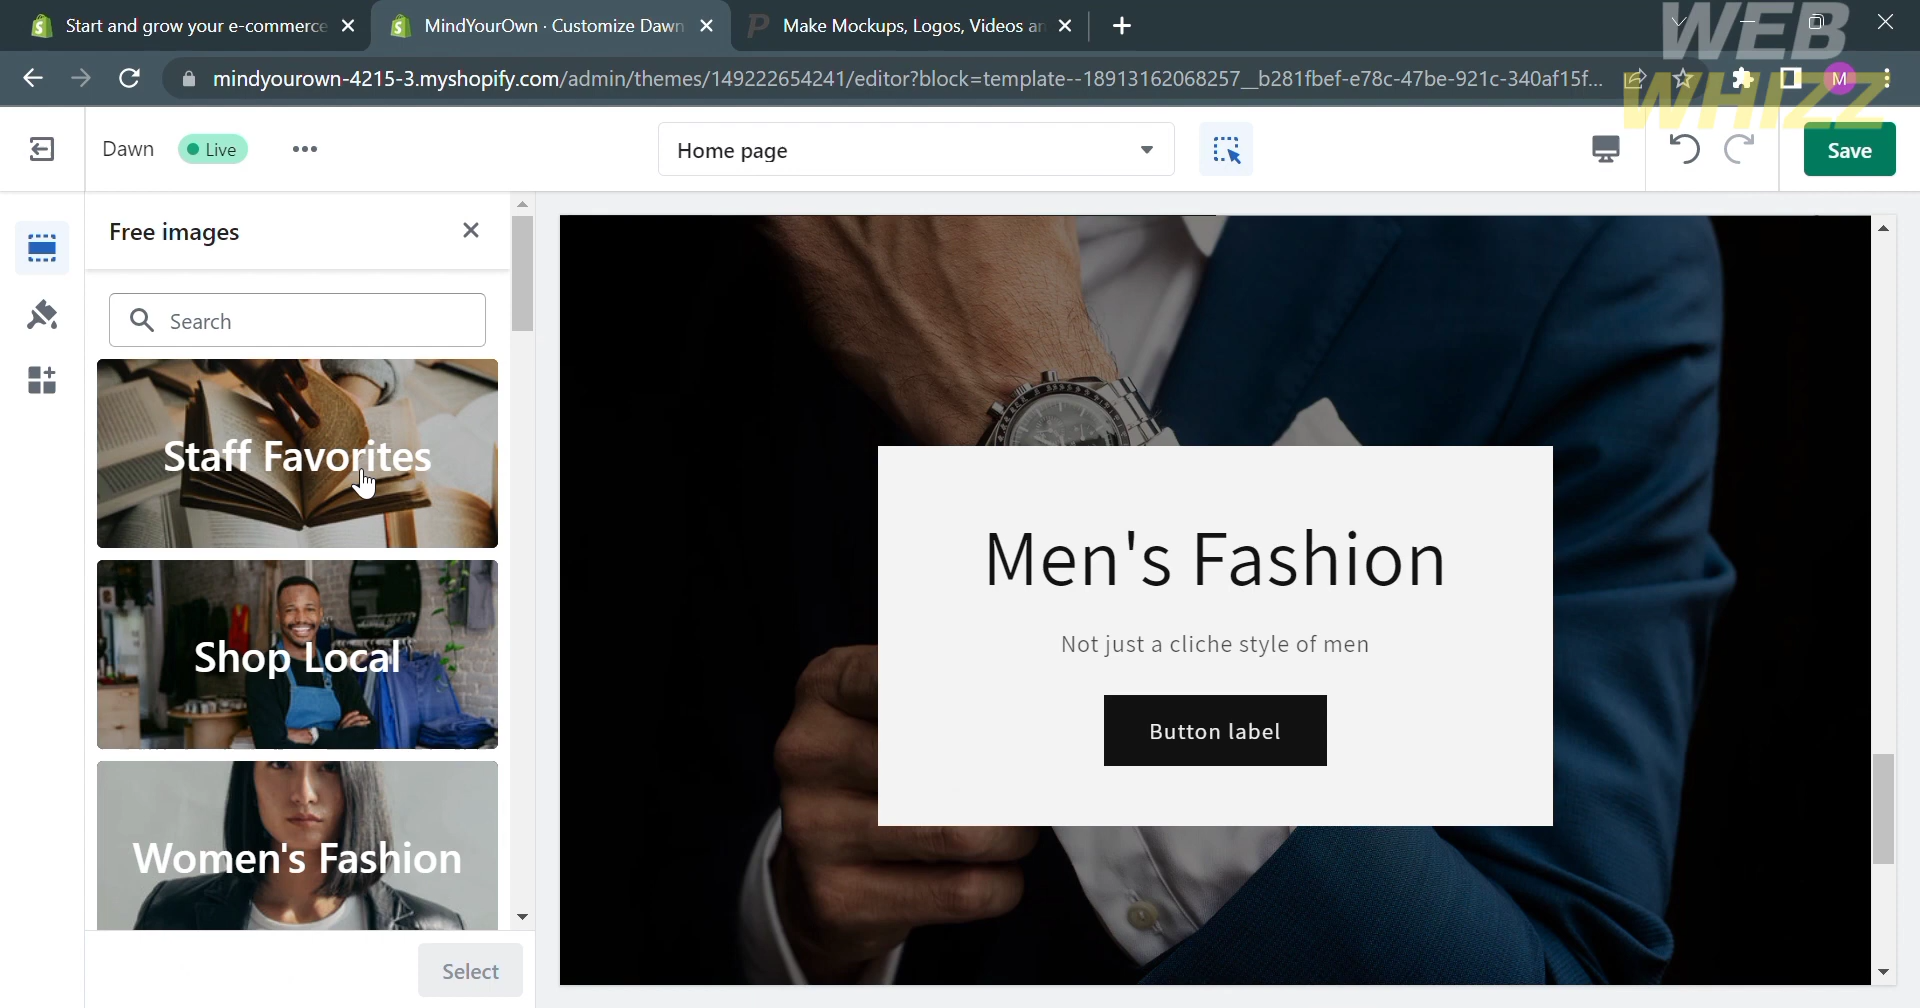 Start and grow your e-commerce
MindYourOwn · Customize Dawn
Make Mockups, Logos, Videos an
mindyourown-4215-3.myshopify.com/admin/themes/149222654241/editor?block=template--18913162068257__b281fbef-e78c-47be-921c-340af15f...
M
WEB
WHIZZ
Dawn
Live
Home page
Save
Free images
Search
Staff Favorites
Shop Local
Women's Fashion
Select
Men's Fashion
Not just a cliche style of men
Button label